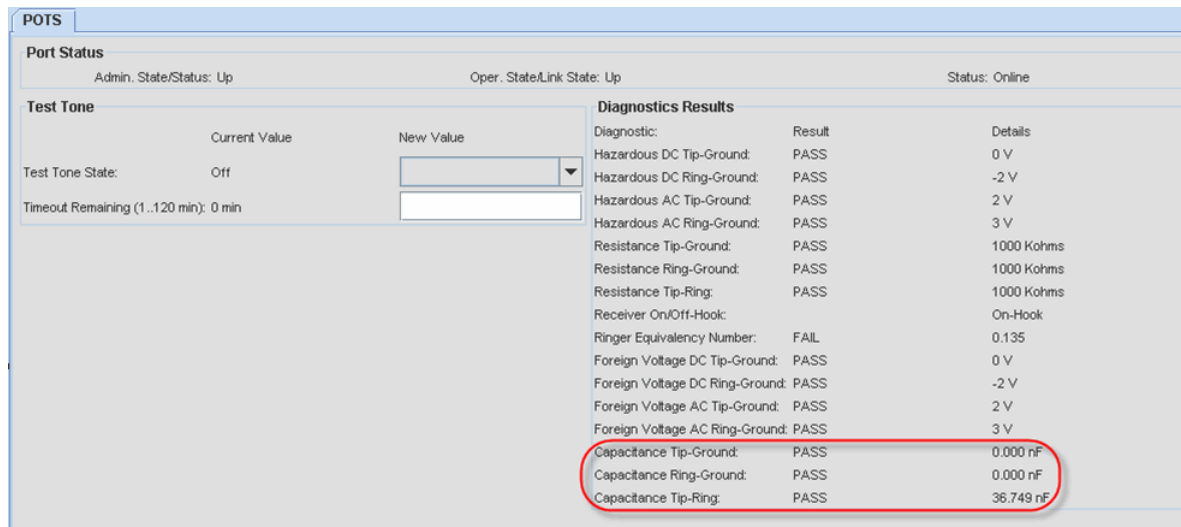 POTS
Port Status
Admin. State/Status: Up Oper. State/Link State: Up Status: Online
Test Tone
Current Value New Value
Test Tone State: Off
Timeout Remaining (1..120 min): 0 min
Diagnostics Results
Diagnostic: Result Details
Hazardous DC Tip-Ground: PASS 0 V
Hazardous DC Ring-Ground: PASS -2 V
Hazardous AC Tip-Ground: PASS 2 V
Hazardous AC Ring-Ground: PASS 3 V
Resistance Tip-Ground: PASS 1000 Kohms
Resistance Ring-Ground: PASS 1000 Kohms
Resistance Tip-Ring: PASS 1000 Kohms
Receiver On/Off-Hook: On-Hook
Ringer Equivalency Number: FAIL 0.135
Foreign Voltage DC Tip-Ground: PASS 0 V
Foreign Voltage DC Ring-Ground: PASS -2 V
Foreign Voltage AC Tip-Ground: PASS 2 V
Foreign Voltage AC Ring-Ground: PASS 3 V
Capacitance Tip-Ground: PASS 0.000 nF
Capacitance Ring-Ground: PASS 0.000 nF
Capacitance Tip-Ring: PASS 36.749 nF